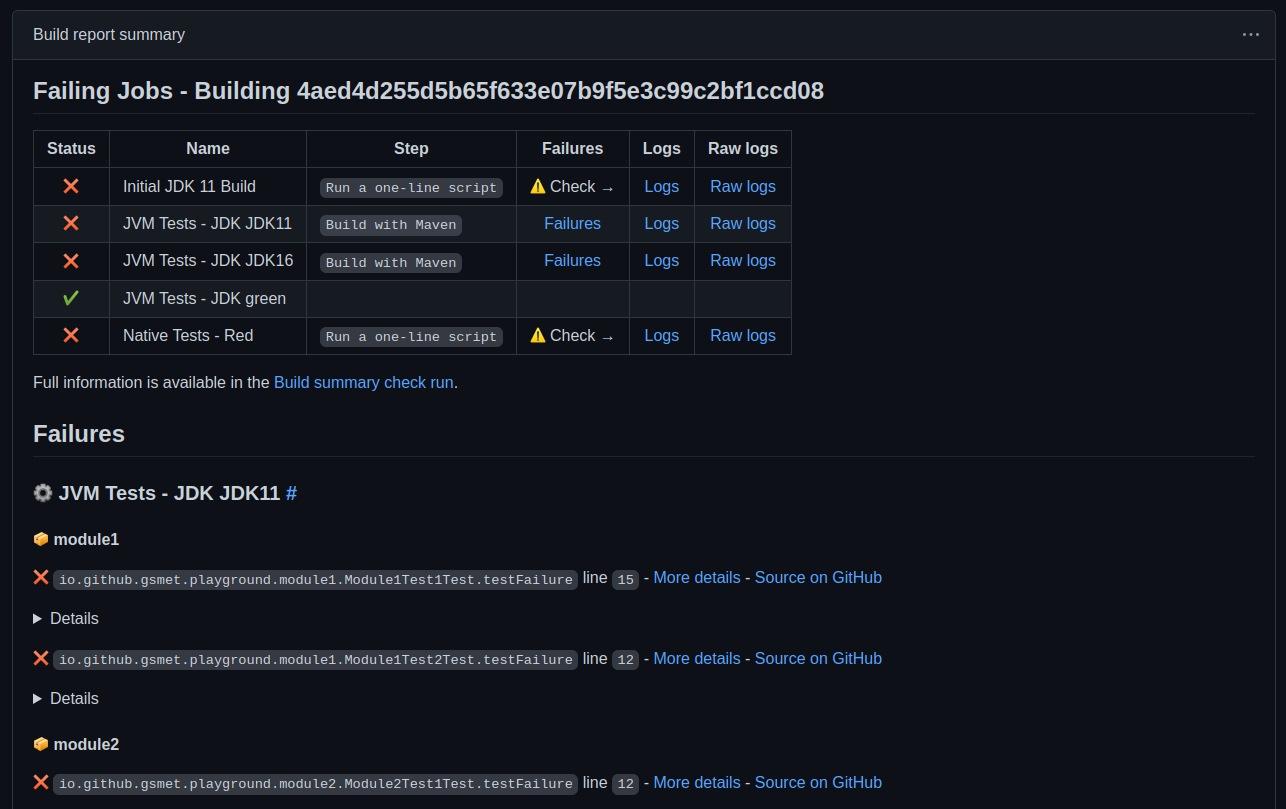 Build report summary
Failing Jobs - Building 4aed4d255d5b65f633e07b9f5e3c99c2bf1ccd08
Status Name Step Failures Logs Raw logs
Initial JDK 11 Build Run a one-line script Check → Logs Raw logs
JVM Tests - JDK JDK11 Build with Maven Failures Logs Raw logs
JVM Tests - JDK JDK16 Build with Maven Failures Logs Raw logs
JVM Tests - JDK green
Native Tests - Red Run a one-line script Check → Logs Raw logs
Full information is available in the Build summary check run.
Failures
JVM Tests - JDK JDK11 #
module1
io.github.gsmet.playground.module1.Module1Test1Test.testFailure line 15 - More details - Source on GitHub
Details
io.github.gsmet.playground.module1.Module1Test2Test.testFailure line 12 - More details - Source on GitHub
Details
module2
io.github.gsmet.playground.module2.Module2Test1Test.testFailure line 12 - More details - Source on GitHub